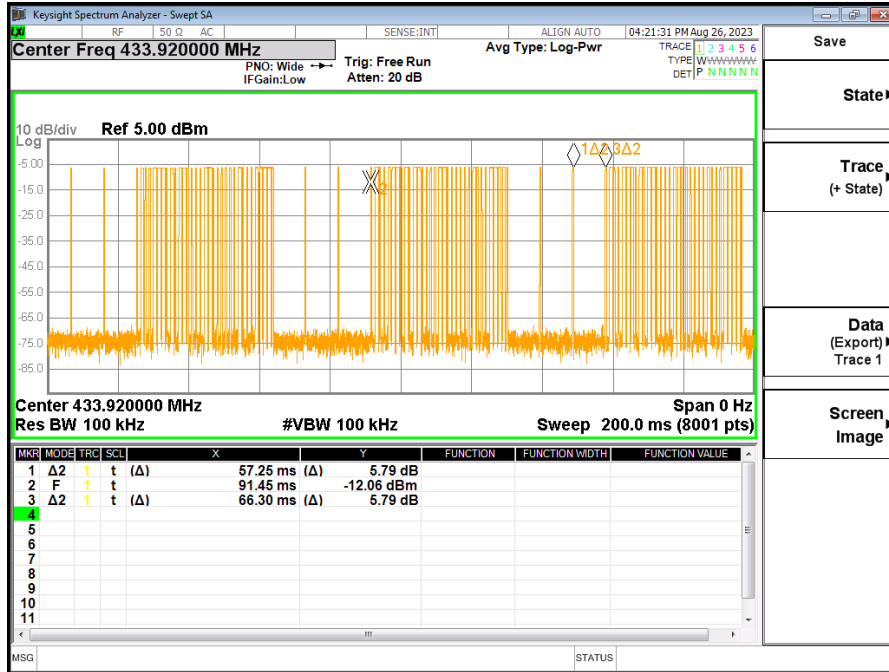 Keysight Spectrum Analyzer - Swept SA
LXI RF 50 Ω AC SENSE:INT ALIGN AUTO 04:21:31 PM Aug 26, 2023
Center Freq 433.920000 MHz
PNO: Wide
IFGain:Low
Trig: Free Run
Atten: 20 dB
Avg Type: Log-Pwr
TRACE 1 2 3 4 5 6
TYPE WWWWWWW
DET P N N N N N
10 dB/div Ref 5.00 dBm
Log
1Δ2 3Δ2
2
-5.00
-15.0
-25.0
-35.0
-45.0
-55.0
-65.0
-75.0
-85.0
Center 433.920000 MHz Span 0 Hz
Res BW 100 kHz #VBW 100 kHz Sweep 200.0 ms (8001 pts)
MKR MODE TRC SCL X Y FUNCTION FUNCTION WIDTH FUNCTION VALUE
1 Δ2 1 t (Δ) 57.25 ms (Δ) 5.79 dB
2 F 1 t 91.45 ms -12.06 dBm
3 Δ2 1 t (Δ) 66.30 ms (Δ) 5.79 dB
4
5
6
7
8
9
10
11
MSG STATUS
Save
State
Trace
(+ State)
Data
(Export)
Trace 1
Screen
Image